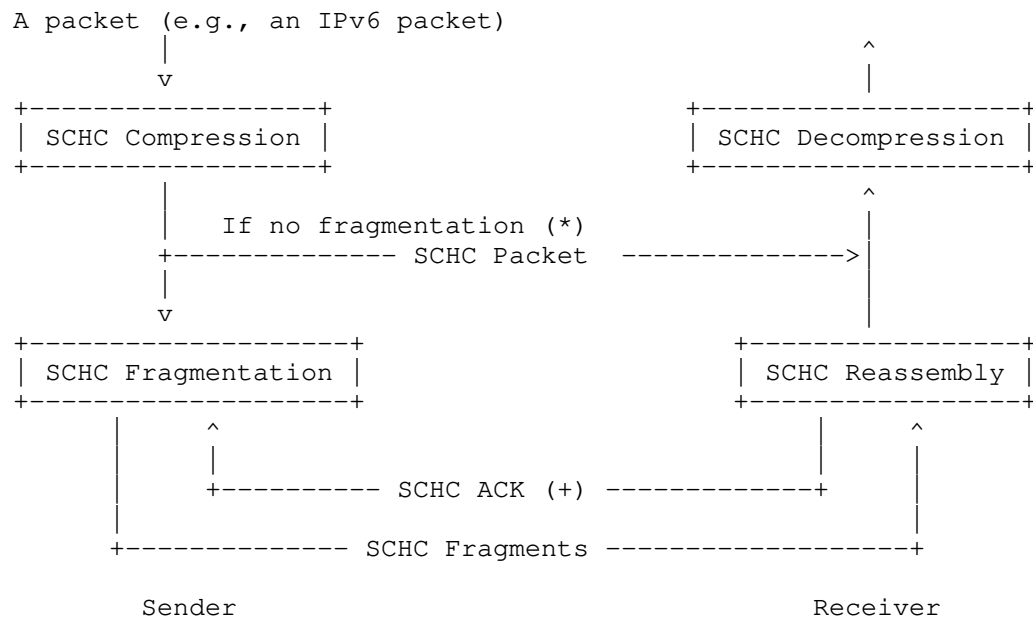 A packet (e.g., an IPv6 packet)
SCHC Compression
SCHC Decompression
If no fragmentation (*)
SCHC Packet
SCHC Fragmentation
SCHC Reassembly
SCHC ACK (+)
SCHC Fragments
Sender
Receiver